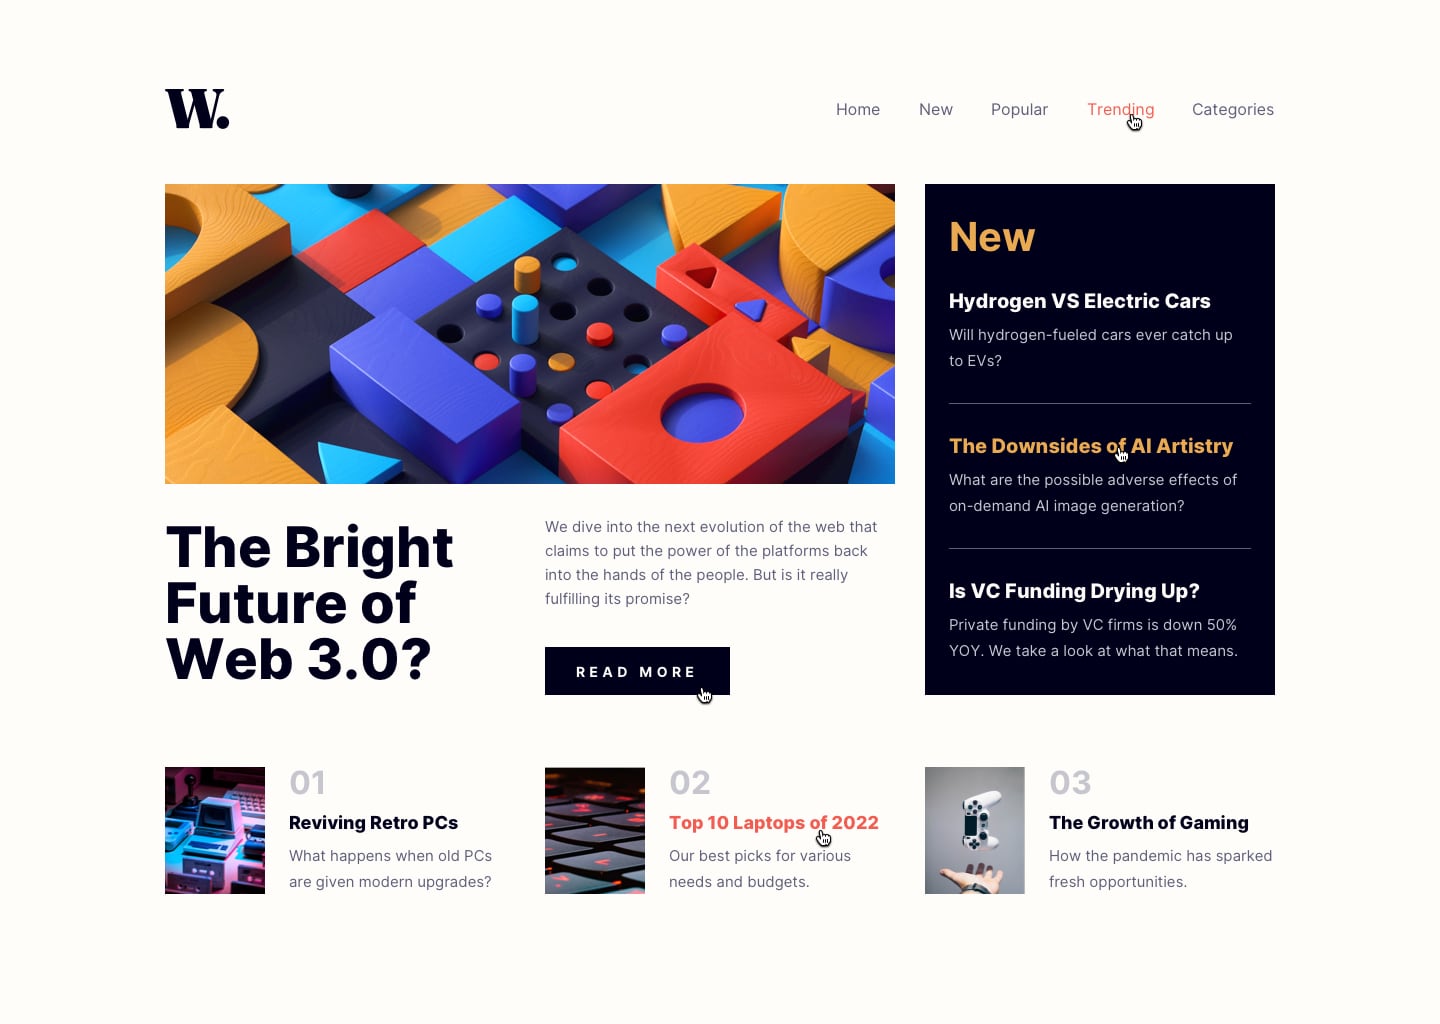 W.
Home New Popular Trending Categories
The Bright
Future of
Web 3.0?
We dive into the next evolution of the web that
claims to put the power of the platforms back
into the hands of the people. But is it really
fulfilling its promise?
READ MORE
New
Hydrogen VS Electric Cars
Will hydrogen-fueled cars ever catch up
to EVs?
The Downsides of AI Artistry
What are the possible adverse effects of
on-demand AI image generation?
Is VC Funding Drying Up?
Private funding by VC firms is down 50%
YOY. We take a look at what that means.
01
Reviving Retro PCs
What happens when old PCs
are given modern upgrades?
02
Top 10 Laptops of 2022
Our best picks for various
needs and budgets.
03
The Growth of Gaming
How the pandemic has sparked
fresh opportunities.